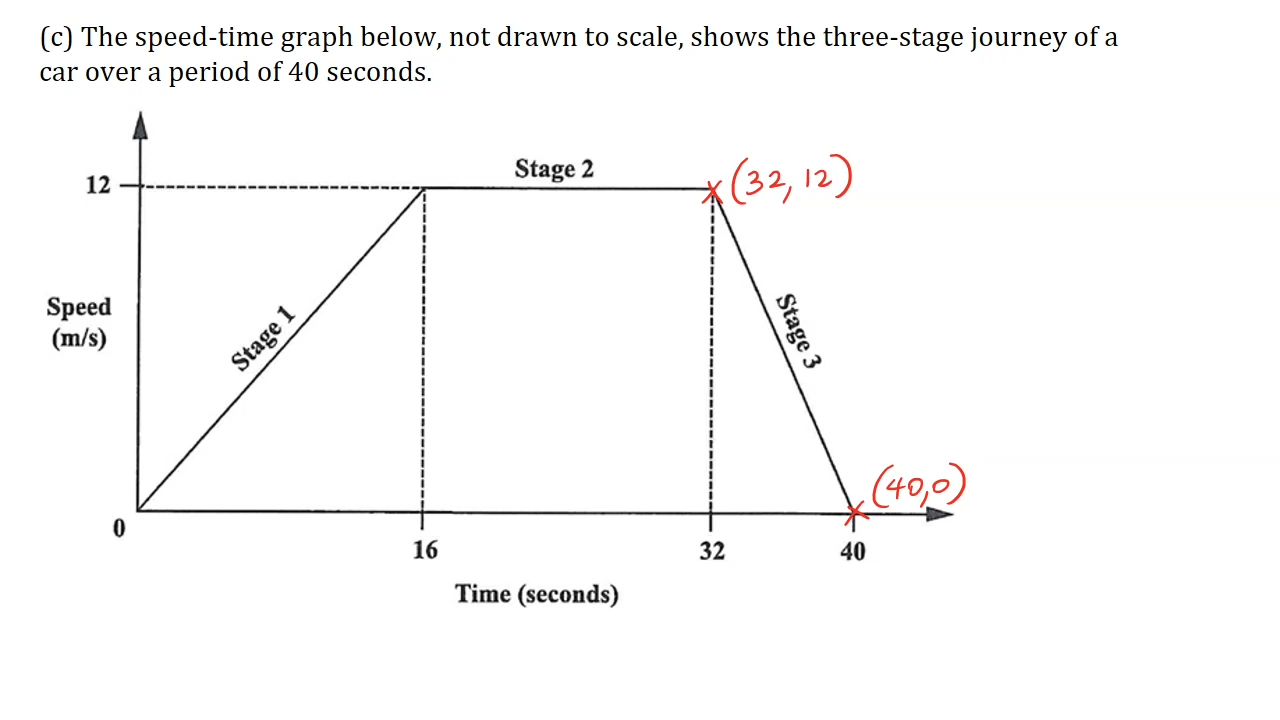 (c) The speed-time graph below, not drawn to scale, shows the three-stage journey of a
car over a period of 40 seconds.
Stage 2
12
(32, 12)
Speed
(m/s)
Stage 1
Stage 3
(40,0)
0
16
32
40
Time (seconds)